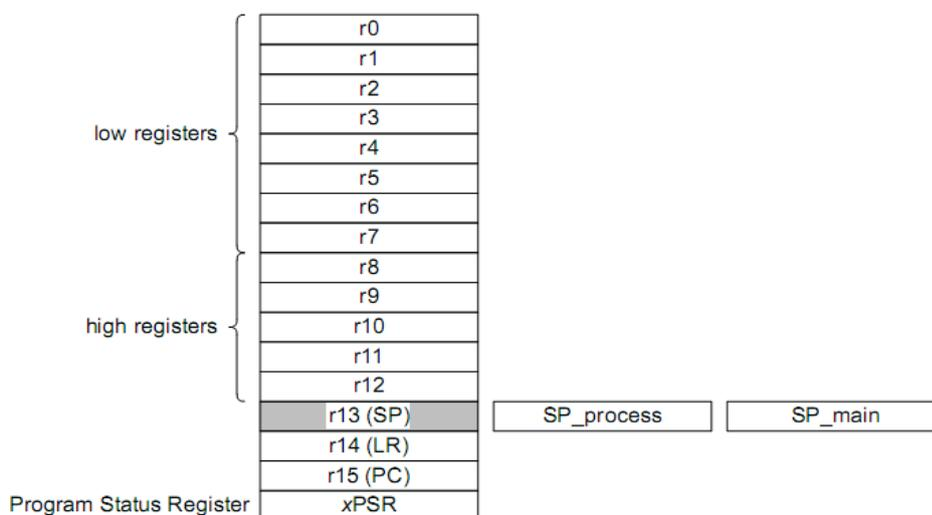 r0
r1
r2
low registers
r3
r4
r5
r6
r7
r8
r9
high registers
r10
r11
r12
r13 (SP)
SP_process
SP_main
r14 (LR)
r15 (PC)
Program Status Register
xPSR